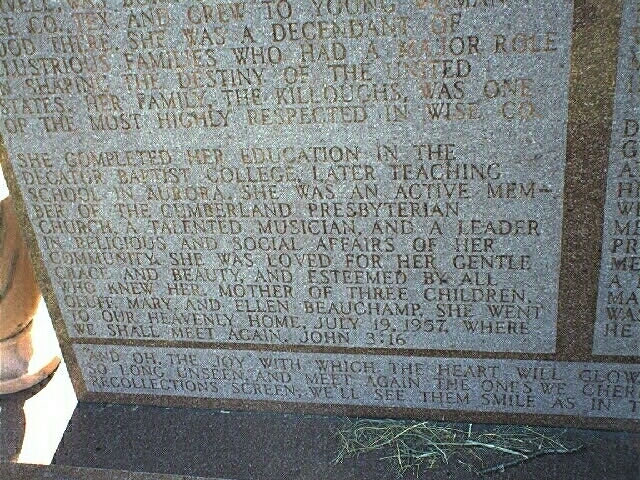 E CO., TEX. AND GREW TO YOUNG WOMAN-
OOD THERE. SHE WAS A DECENDANT OF
LUSTRIOUS FAMILIES WHO HAD A MAJOR ROLE
N SHAPING THE DESTINY OF THE UNITED
STATES. HER FAMILY, THE KILLOUGHS, WAS ONE
OF THE MOST HIGHLY RESPECTED IN WISE CO.
SHE COMPLETED HER EDUCATION IN THE
DECATUR BAPTIST COLLEGE, LATER TEACHING
SCHOOL IN AURORA. SHE WAS AN ACTIVE MEM-
BER OF THE CUMBERLAND PRESBYTERIAN
CHURCH, A TALENTED MUSICIAN, AND A LEADER
IN RELIGIOUS AND SOCIAL AFFAIRS OF HER
COMMUNITY. SHE WAS LOVED FOR HER GENTLE
GRACE AND BEAUTY, AND ESTEEMED BY ALL
WHO KNEW HER. MOTHER OF THREE CHILDREN,
MARY, AND ELLEN BEAUCHAMP, SHE WENT
TO OUR HEAVENLY HOME, JULY 19, 1957, WHERE
WE SHALL MEET AGAIN. JOHN 3:16
"AND OH, THE JOY, WITH WHICH THE HEART WILL GLOW
SO LONG UNSEEN, AND MEET AGAIN THE ONES WE CHER
RECOLLECTIONS SCREEN, WE'LL SEE THEM SMILE AS IN